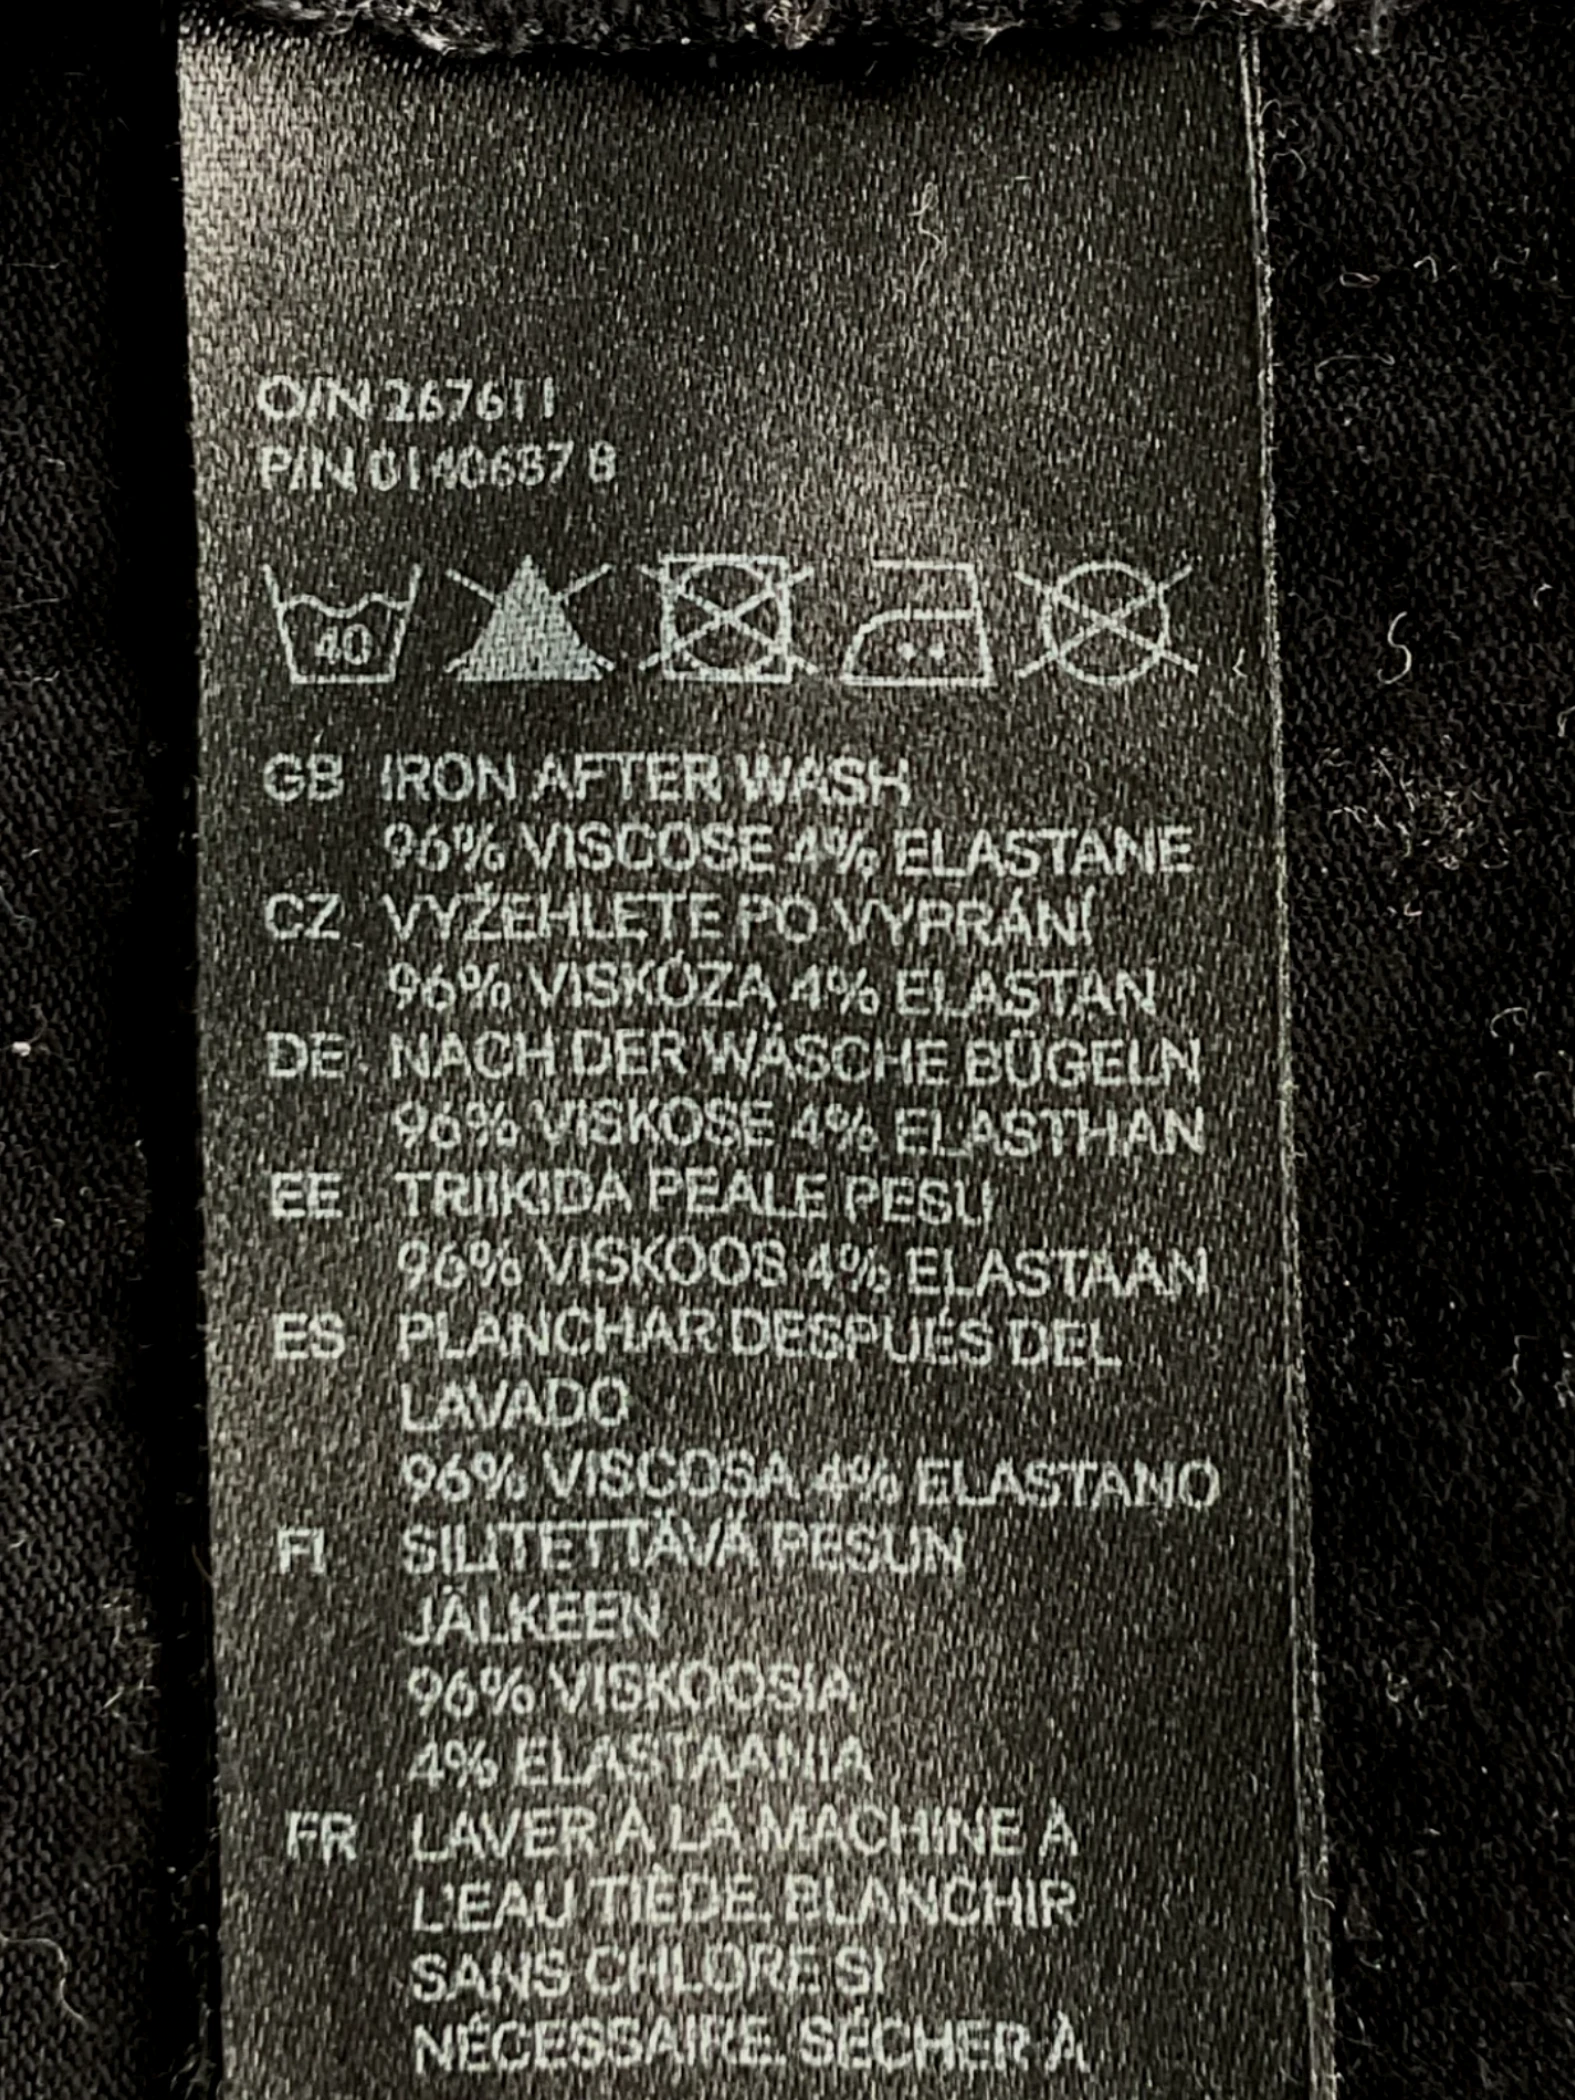 O/N 267611
P/N 0140687 8
40
GB IRON AFTER WASH
96% VISCOSE 4% ELASTANE
CZ VYŽEHLETE PO VYPRÁNÍ
96% VISKÓZA 4% ELASTAN
DE NACH DER WÄSCHE BÜGELN
96% VISKOSE 4% ELASTHAN
EE TRIIKIDA PEALE PESU
96% VISKOOS 4% ELASTAAN
ES PLANCHAR DESPUÉS DEL
LAVADO
96% VISCOSA 4% ELASTANO
FI SILITETTÄVÄ PESUN
JÄLKEEN
96% VISKOOSIA
4% ELASTAANIA
FR LAVER À LA MACHINE À
L'EAU TIÈDE, BLANCHIR
SANS CHLORE SI
NÉCESSAIRE. SÉCHER À